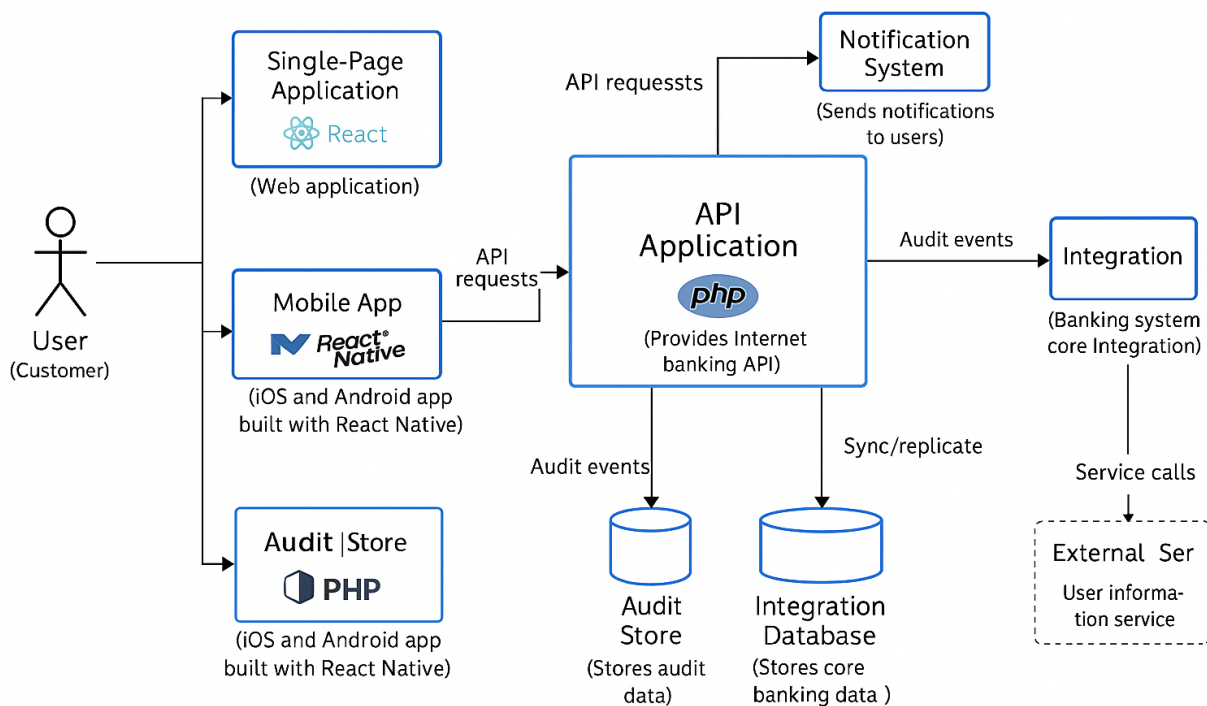 Single-Page
Application
React
(Web application)
User
(Customer)
Mobile App
React®
Native
(iOS and Android app
built with React Native)
Audit |Store
PHP
(iOS and Android app
built with React Native)
API
requests
API requessts
Notification
System
(Sends notifications
to users)
API
Application
php
(Provides Internet
banking API)
Audit events
Integration
(Banking system
core Integration)
Service calls
External Ser
User informa-
tion service
Audit events
Sync/replicate
Audit
Store
(Stores audit
data)
Integration
Database
(Stores core
banking data )